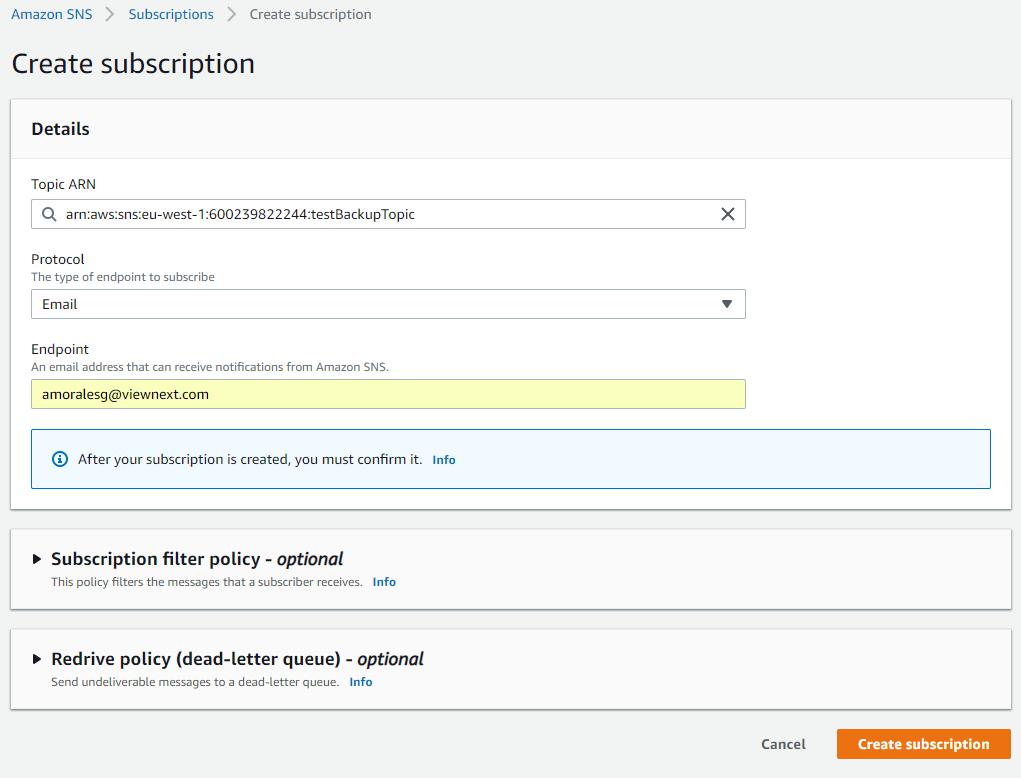 Amazon SNS > Subscriptions > Create subscription
Create subscription
Details
Topic ARN
arn:aws:sns:eu-west-1:600239822244:testBackupTopic
Protocol
The type of endpoint to subscribe
Email
Endpoint
An email address that can receive notifications from Amazon SNS.
amoralesg@viewnext.com
After your subscription is created, you must confirm it. Info
Subscription filter policy - optional
This policy filters the messages that a subscriber receives. Info
Redrive policy (dead-letter queue) - optional
Send undeliverable messages to a dead-letter queue. Info
Cancel Create subscription